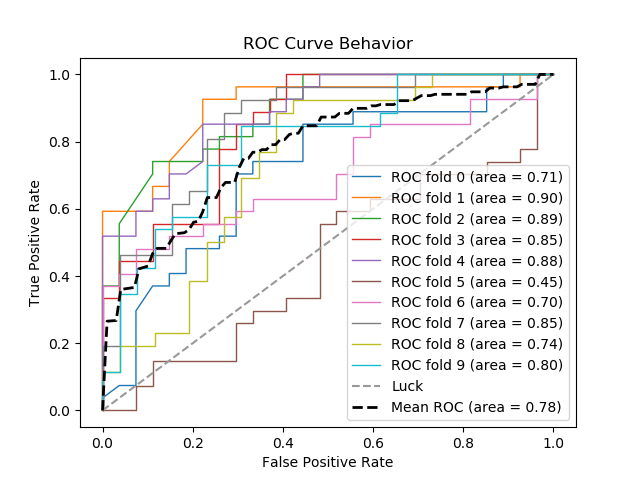 ROC Curve Behavior
True Positive Rate
1.0
0.8
0.6
0.4
0.2
0.0
ROC fold 0 (area = 0.71)
ROC fold 1 (area = 0.90)
ROC fold 2 (area = 0.89)
ROC fold 3 (area = 0.85)
ROC fold 4 (area = 0.88)
ROC fold 5 (area = 0.45)
ROC fold 6 (area = 0.70)
ROC fold 7 (area = 0.85)
ROC fold 8 (area = 0.74)
ROC fold 9 (area = 0.80)
Luck
Mean ROC (area = 0.78)
0.0 0.2 0.4 0.6 0.8 1.0
False Positive Rate